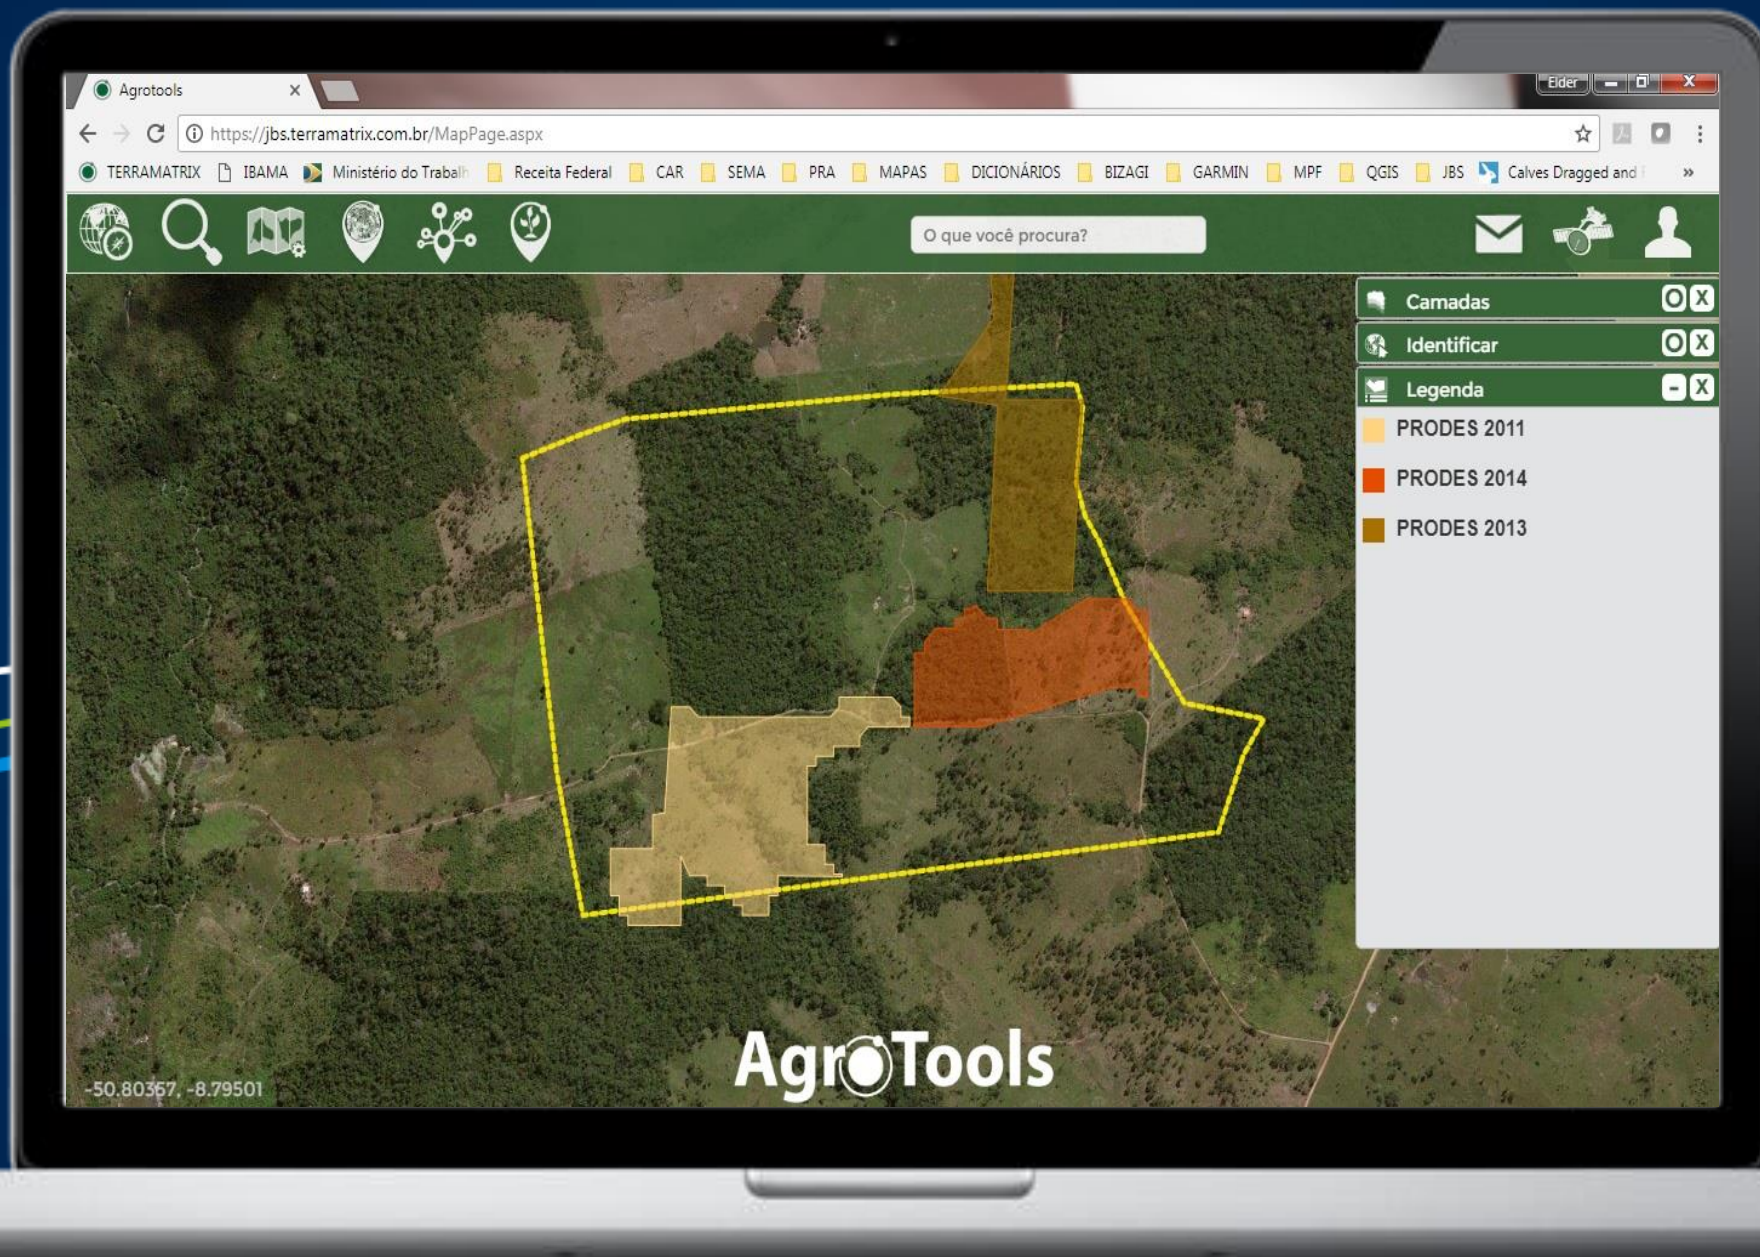 Agrotools
Elder
https://jbs.terramatrix.com.br/MapPage.aspx
TERRAMATRIX IBAMA Ministério do Trabalh Receita Federal CAR SEMA PRA MAPAS DICIONÁRIOS BIZAGI GARMIN MPF QGIS JBS Calves Dragged and »
O que você procura?
Camadas
Identificar
Legenda
PRODES 2011
PRODES 2014
PRODES 2013
AgroTools
-50.80357, -8.79501